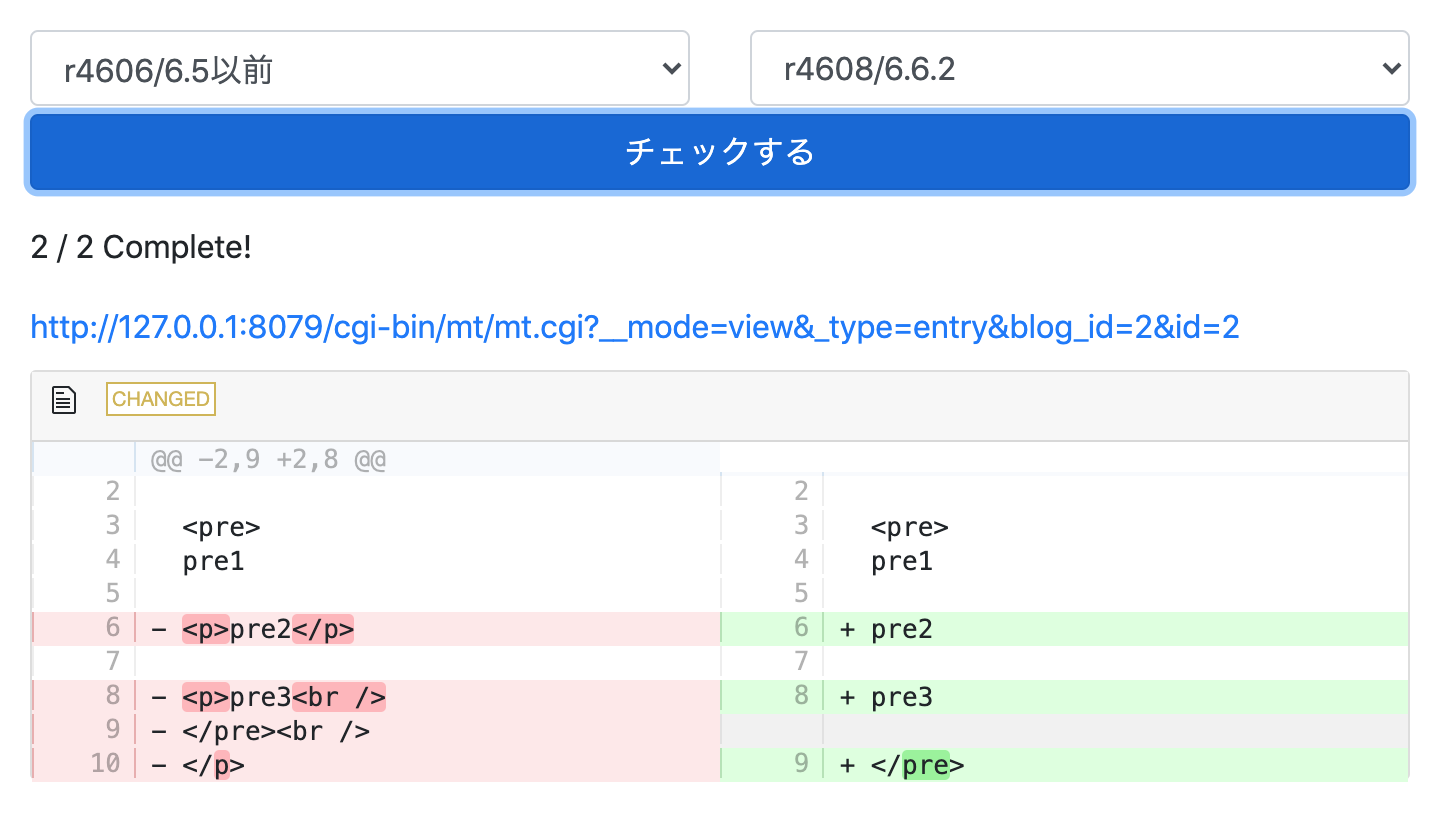 r4606/6.5以前 r4608/6.6.2
チェックする
2 / 2 Complete!
http://127.0.0.1:8079/cgi-bin/mt/mt.cgi?__mode=view&_type=entry&blog_id=2&id=2
CHANGED
@@ -2,9 +2,8 @@
2 2
3 <pre> 3 <pre>
4 pre1 4 pre1
5 5
6 - <p>pre2</p> 6 + pre2
7 7
8 - <p>pre3<br /> 8 + pre3
9 - </pre><br />
10 - </p> 9 + </pre>